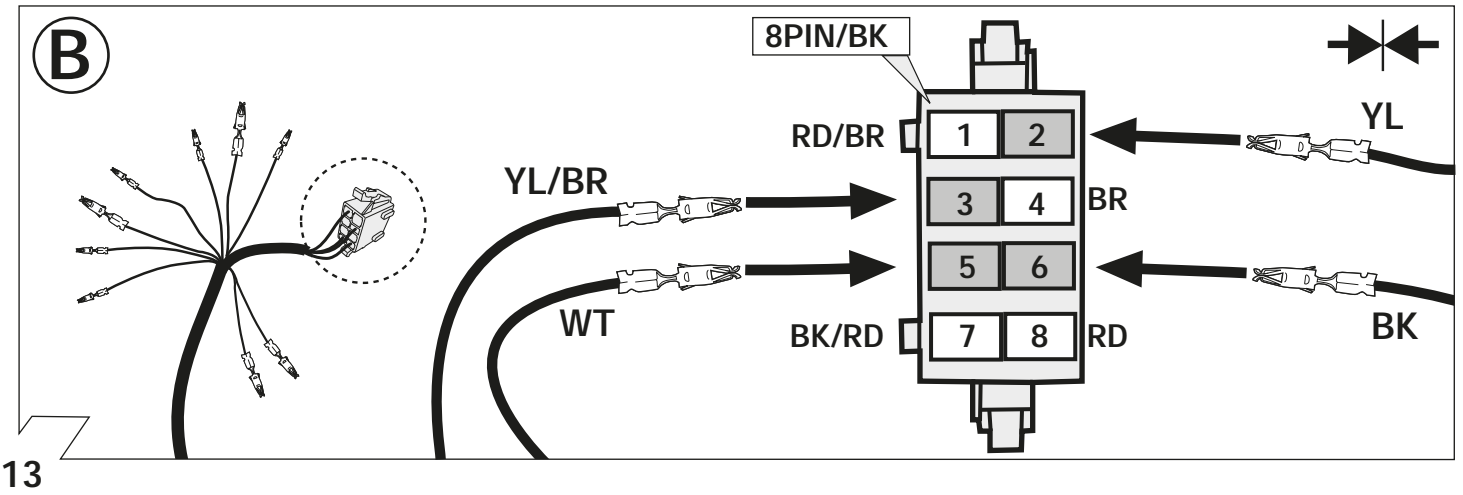 B
8PIN/BK
YL
RD/BR 1 2
YL/BR
3 4 BR
5 6
WT
BK
BK/RD 7 8 RD
13